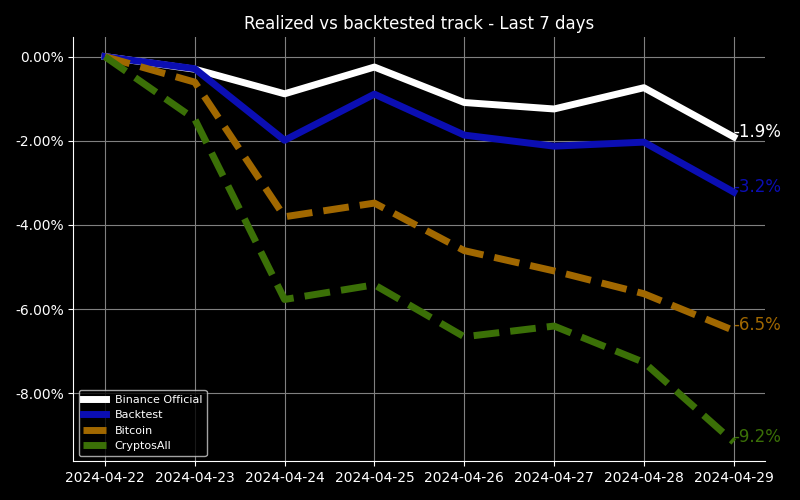 Realized vs backtested track - Last 7 days
0.00%
-2.00%
-4.00%
-6.00%
-8.00%
-1.9%
-3.2%
-6.5%
-9.2%
Binance Official
Backtest
Bitcoin
CryptosAll
2024-04-22 2024-04-23 2024-04-24 2024-04-25 2024-04-26 2024-04-27 2024-04-28 2024-04-29